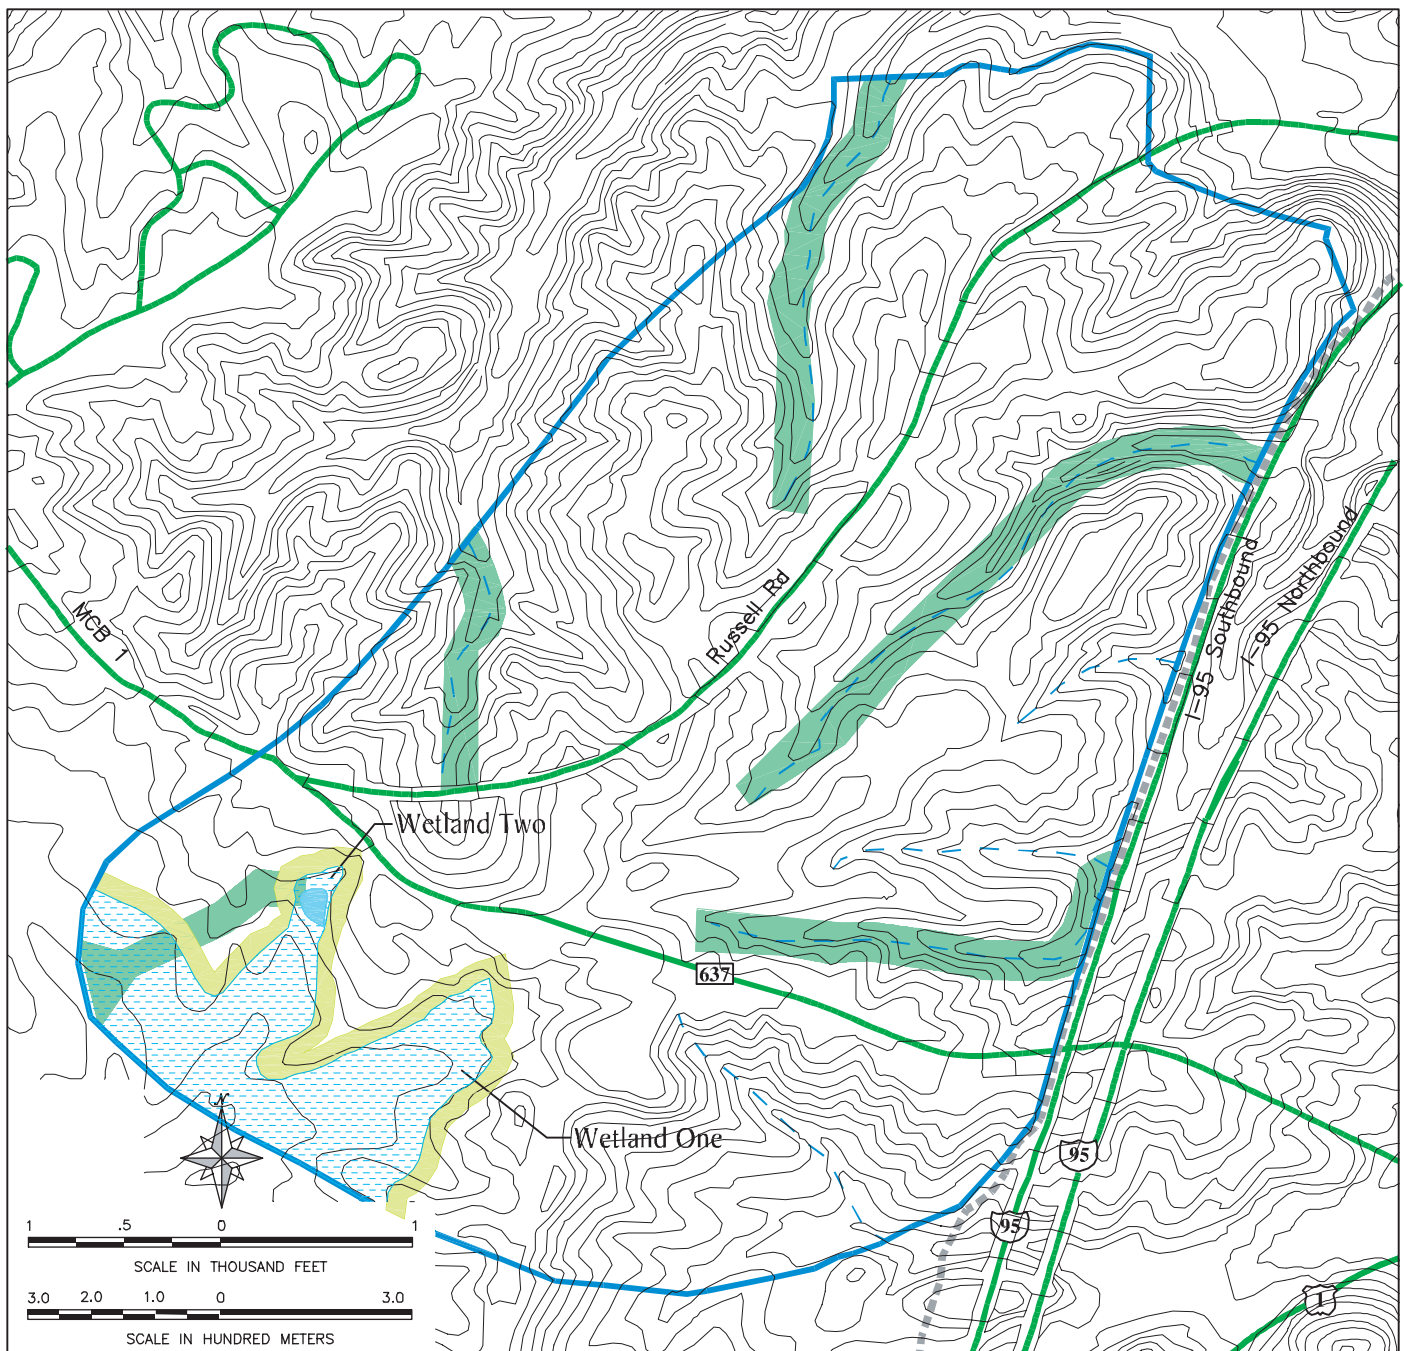 MCB 1
Russell Rd
I-95 Southbound
I-95 Northbound
Wetland Two
637
Wetland One
N
95
95
1
1 .5 0 1
SCALE IN THOUSAND FEET
3.0 2.0 1.0 0 3.0
SCALE IN HUNDRED METERS